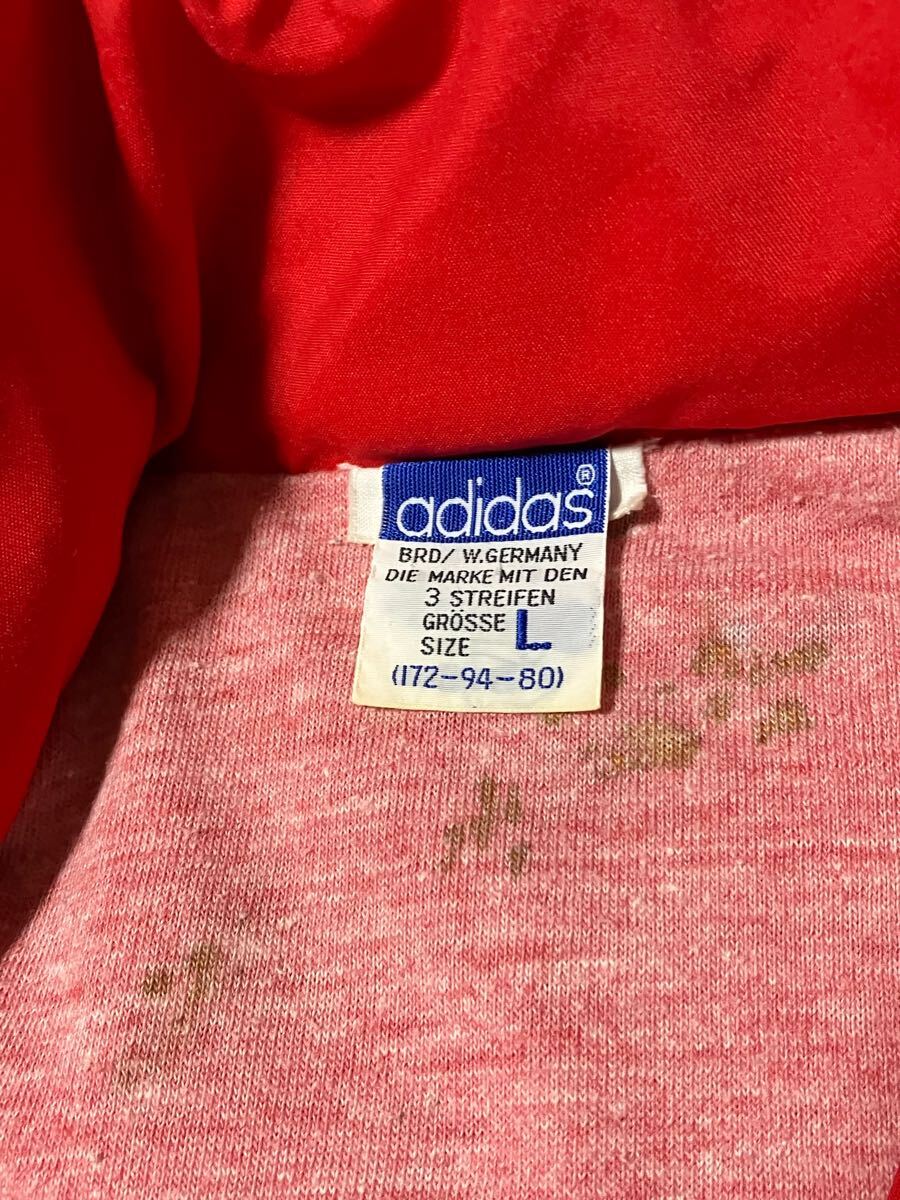 adidas®
BRD/ W.GERMANY
DIE MARKE MIT DEN
3 STREIFEN
GRÖSSE L
SIZE
(172-94-80)